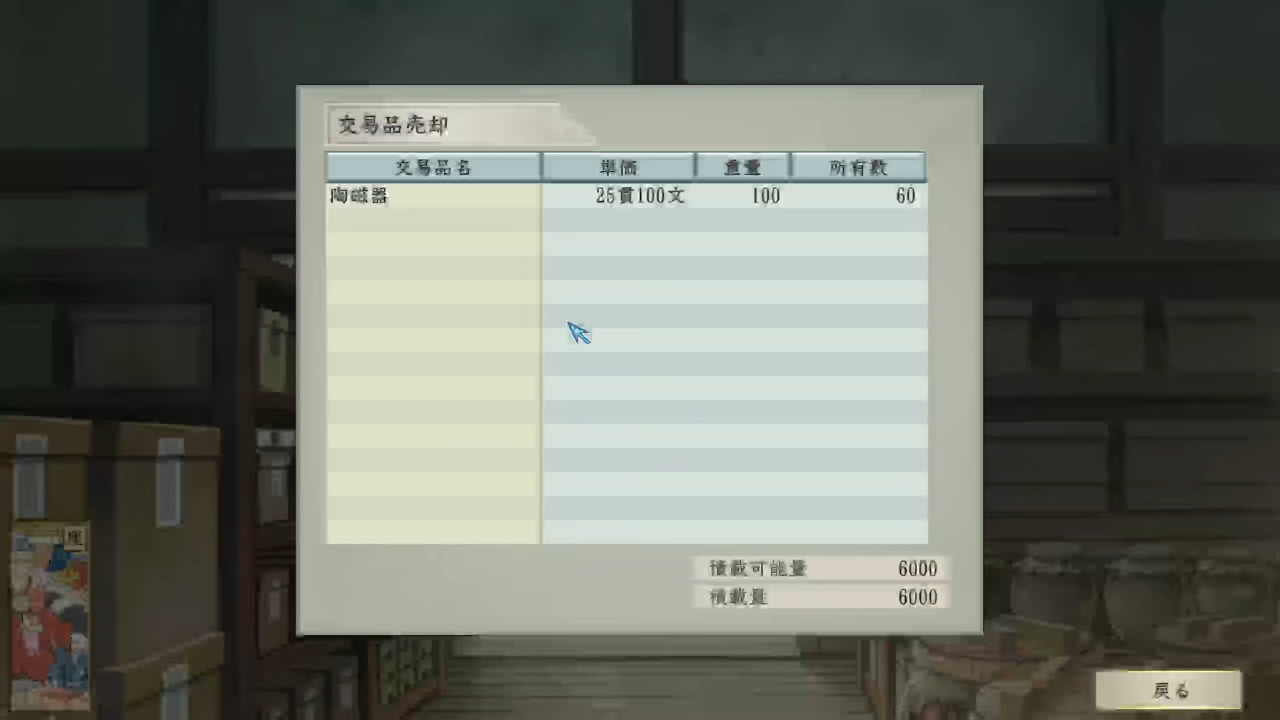 交易品売却
交易品名 単価 重量 所有数
陶磁器 25貫100文 100 60
積載可能量 6000
積載量 6000
戻る